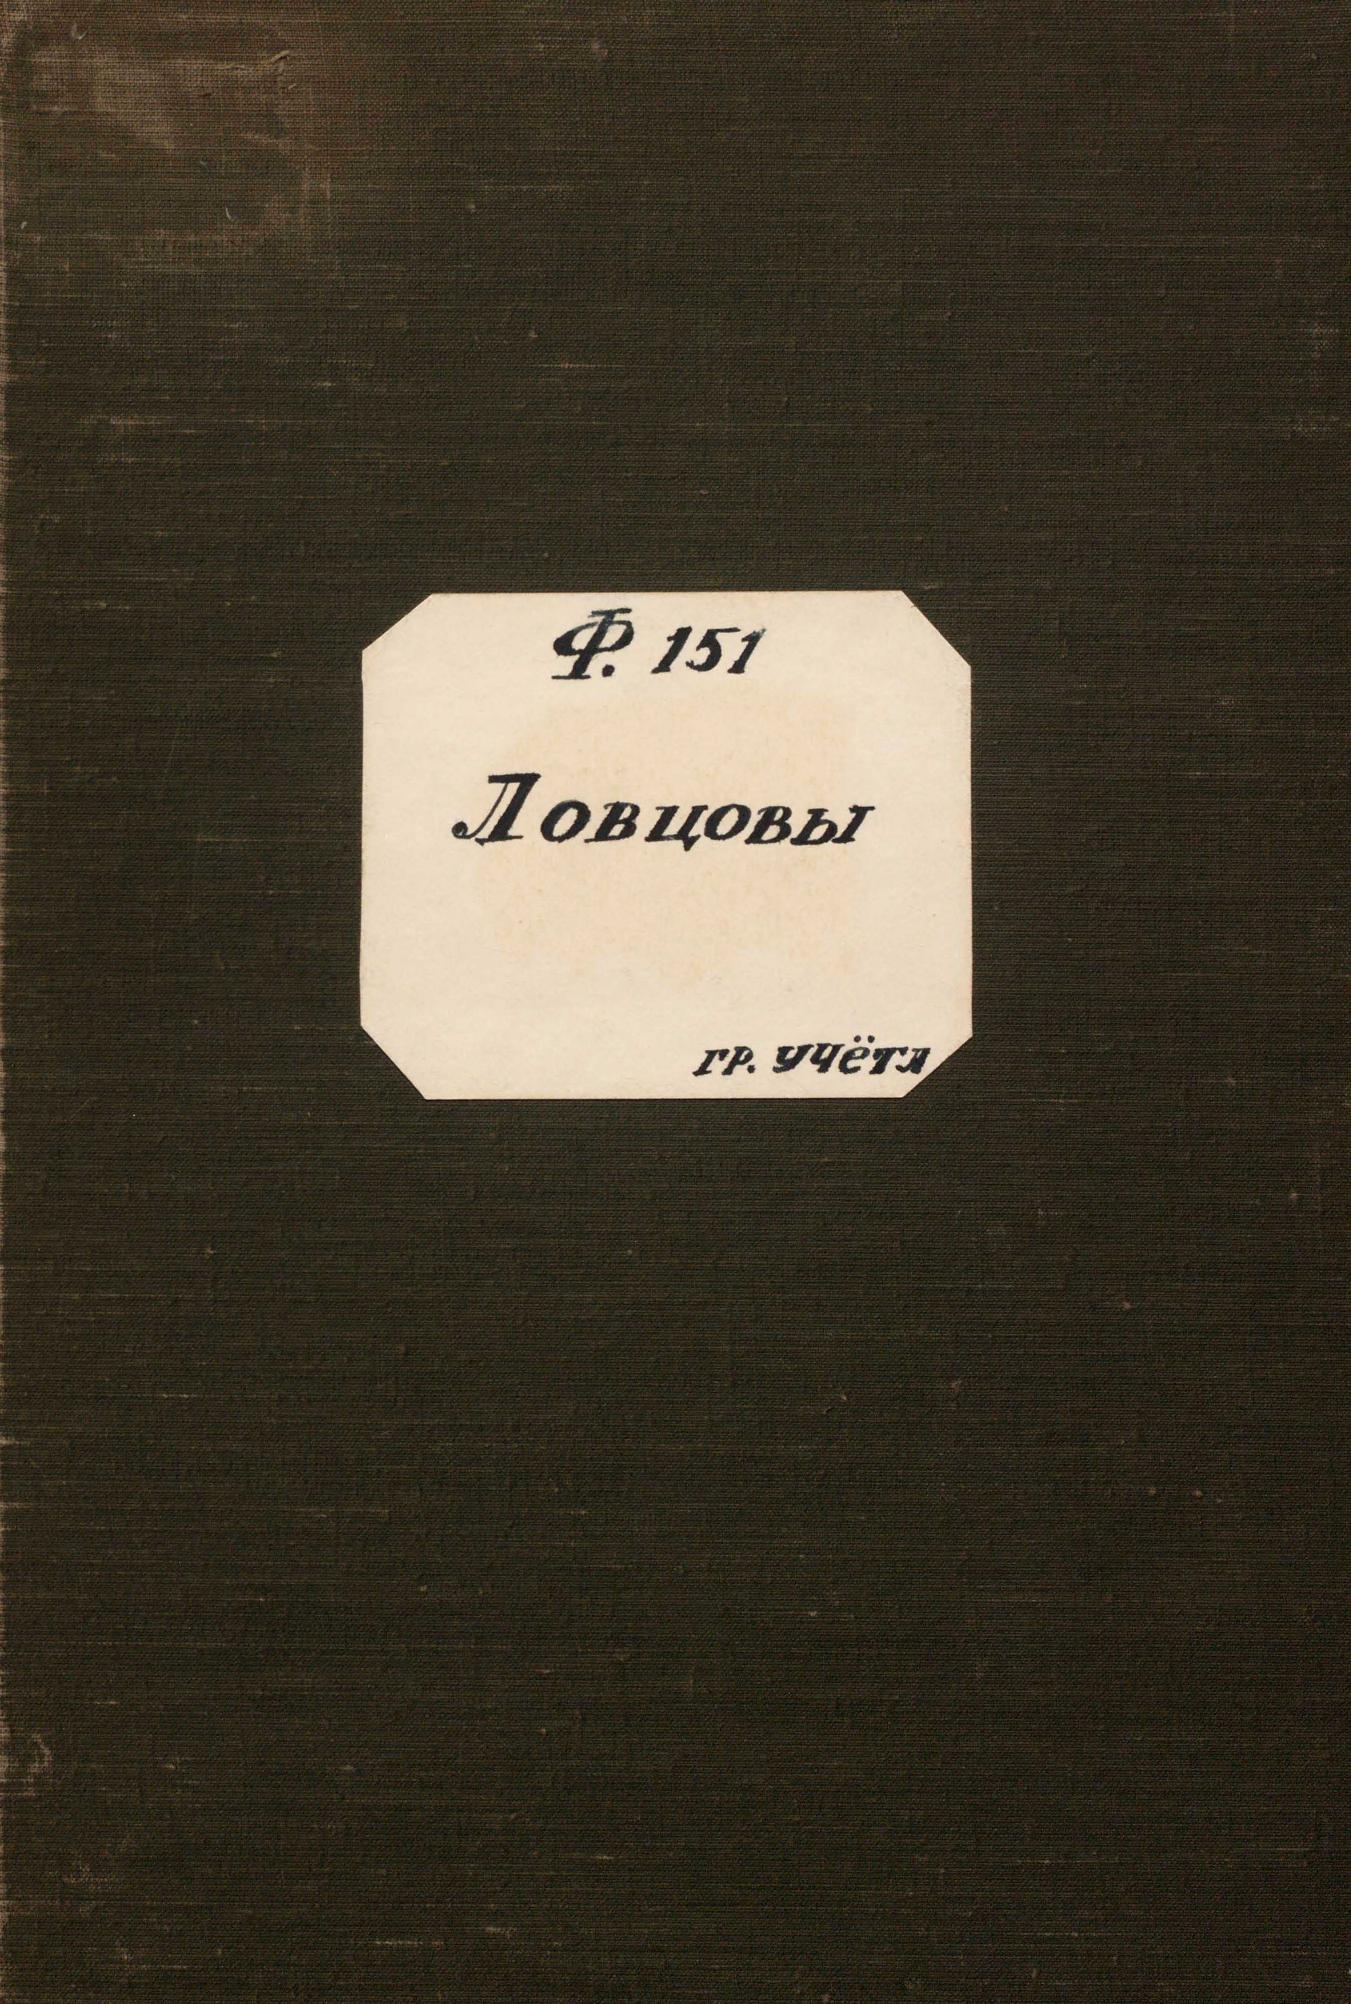 Ф. 151
Ловцовы
гр. учёта